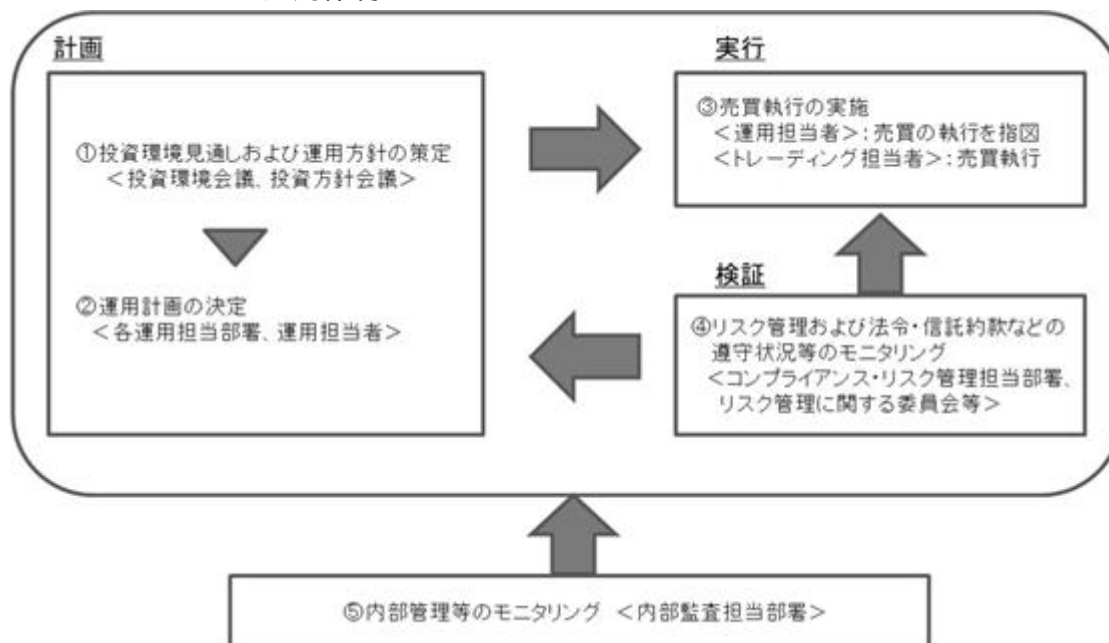 計画
①投資環境見通しおよび運用方針の策定
<投資環境会議、投資方針会議>
②運用計画の決定
<各運用担当部署、運用担当者>
実行
③売買執行の実施
<運用担当者>:売買の執行を指図
<トレーディング担当者>:売買執行
検証
④リスク管理および法令・信託約款などの
遵守状況等のモニタリング
<コンプライアンス・リスク管理担当部署、
リスク管理に関する委員会等>
⑤内部管理等のモニタリング <内部監査担当部署>